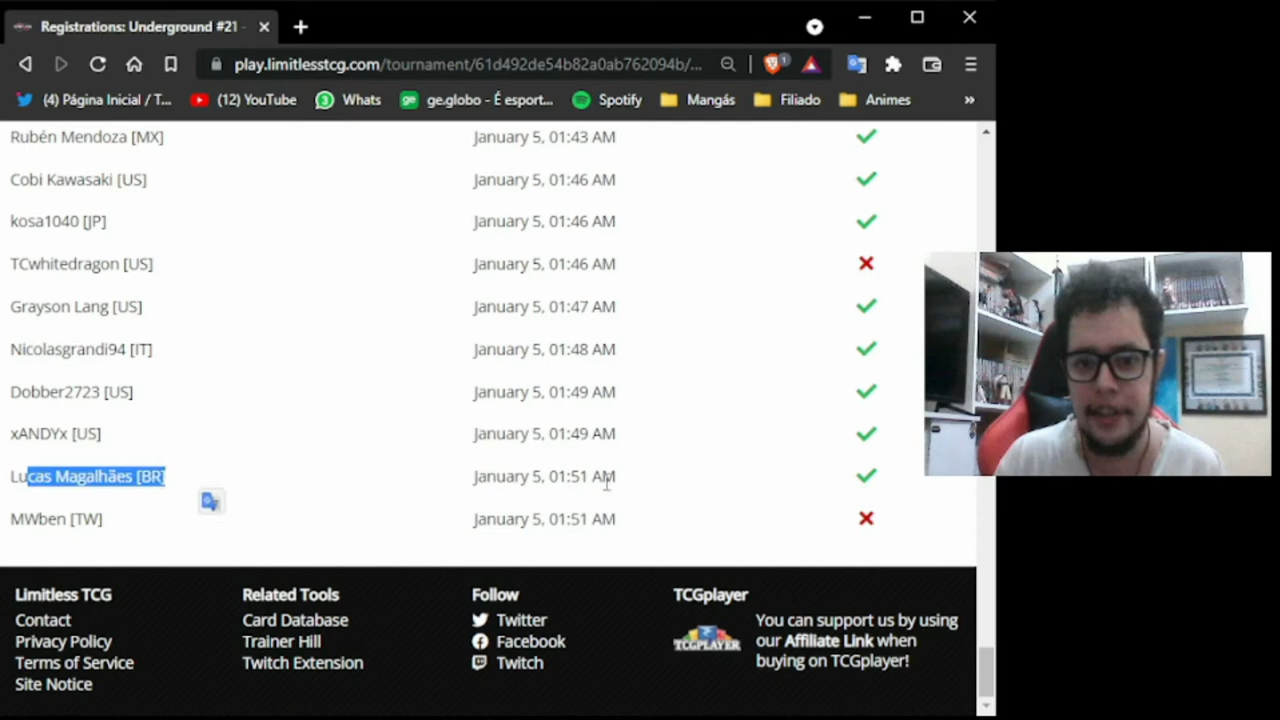 Registrations: Underground #21 -
play.limitlesstcg.com/tournament/61d492de54b82a0ab762094b/...
(4) Página Inicial / T... (12) YouTube Whats ge.globo - É esport... Spotify Mangás Filiado Animes »
Rubén Mendoza [MX] January 5, 01:43 AM
Cobi Kawasaki [US] January 5, 01:46 AM
kosa1040 [JP] January 5, 01:46 AM
TCwhitedragon [US] January 5, 01:46 AM
Grayson Lang [US] January 5, 01:47 AM
Nicolasgrandi94 [IT] January 5, 01:48 AM
Dobber2723 [US] January 5, 01:49 AM
xANDYx [US] January 5, 01:49 AM
Lucas Magalhães [BR] January 5, 01:51 AM
MWben [TW] January 5, 01:51 AM
Limitless TCG
Contact
Privacy Policy
Terms of Service
Site Notice
Related Tools
Card Database
Trainer Hill
Twitch Extension
Follow
Twitter
Facebook
Twitch
TCGplayer
TCGPLAYER
You can support us by using
our Affiliate Link when
buying on TCGplayer!